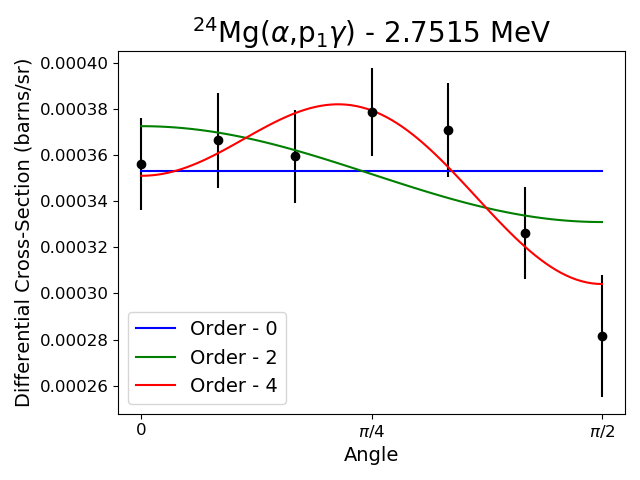 ²⁴Mg(α,p₁γ) - 2.7515 MeV
Differential Cross-Section (barns/sr)
0.00040
0.00038
0.00036
0.00034
0.00032
0.00030
0.00028
0.00026
Order - 0
Order - 2
Order - 4
0 π/4 π/2
Angle